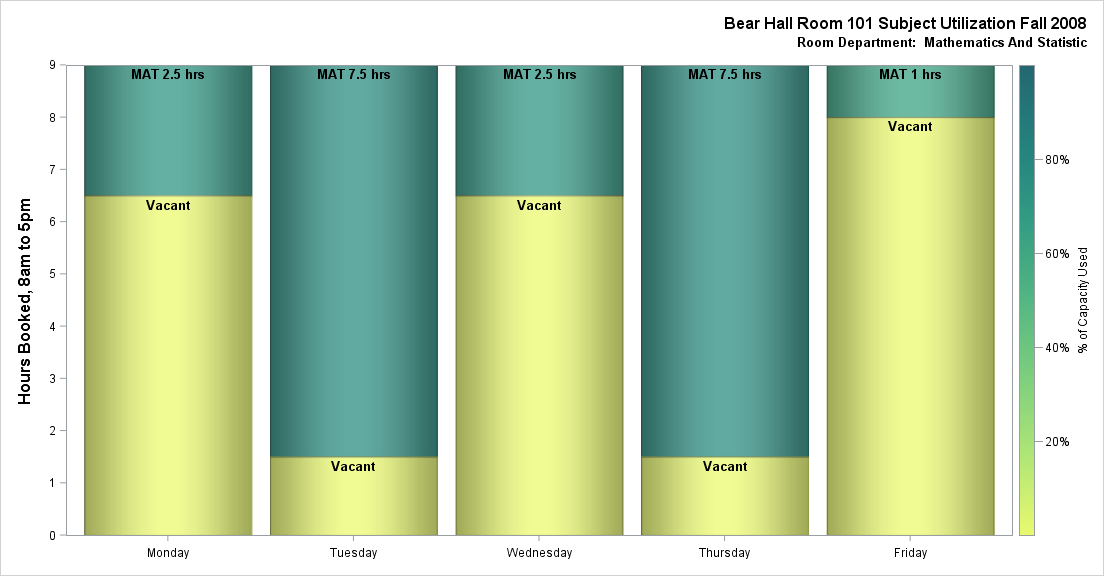 Bear Hall Room 101 Subject Utilization Fall 2008
Room Department: Mathematics And Statistic
Hours Booked, 8am to 5pm
9
8
7
6
5
4
3
2
1
0
MAT 2.5 hrs
Vacant
MAT 7.5 hrs
Vacant
MAT 2.5 hrs
Vacant
MAT 7.5 hrs
Vacant
MAT 1 hrs
Vacant
Monday
Tuesday
Wednesday
Thursday
Friday
80%
60%
40%
20%
% of Capacity Used